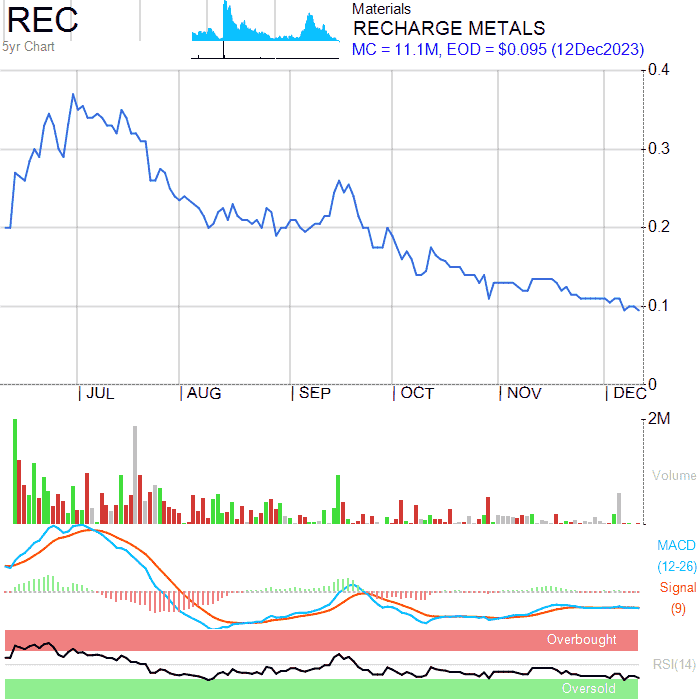 REC
5yr Chart
Materials
RECHARGE METALS
MC = 11.1M, EOD = $0.095 (12Dec2023)
0.4
0.3
0.2
0.1
0
| JUL | AUG | SEP | OCT | NOV | DEC
2M
Volume
MACD
(12-26)
Signal
(9)
Overbought
RSI(14)
Oversold